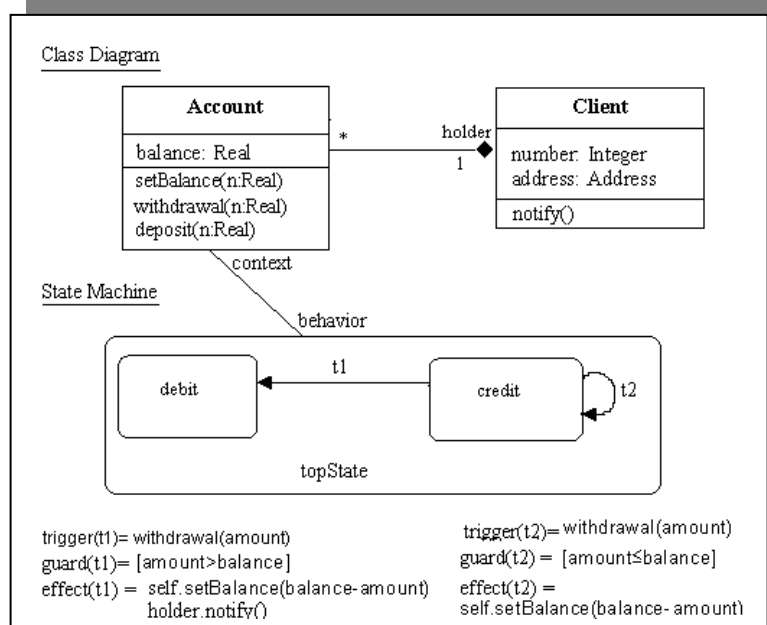 Class Diagram
Account
balance: Real
setBalance(n:Real)
withdrawal(n:Real)
deposit(n:Real)
*
holder
1
Client
number: Integer
address: Address
notify()
context
State Machine
behavior
debit
t1
credit
t2
topState
trigger(t1)= withdrawal(amount)
guard(t1)= [amount>balance]
effect(t1) = self.setBalance(balance-amount)
holder.notify()
trigger(t2)= withdrawal(amount)
guard(t2) = [amount≤balance]
effect(t2) =
self.setBalance(balance- amount)